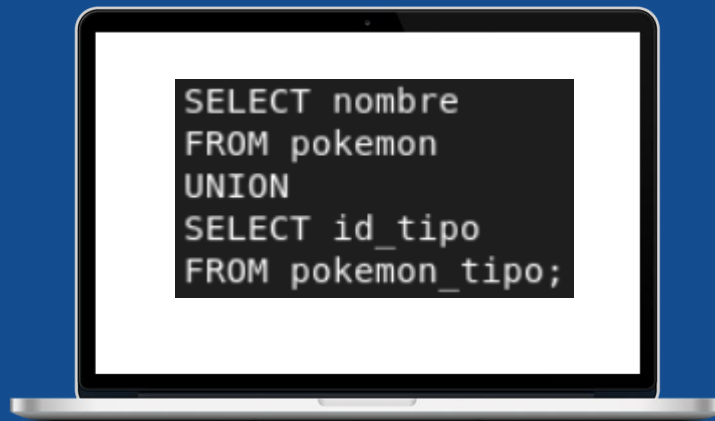 SELECT nombre
FROM pokemon
UNION
SELECT id_tipo
FROM pokemon_tipo;